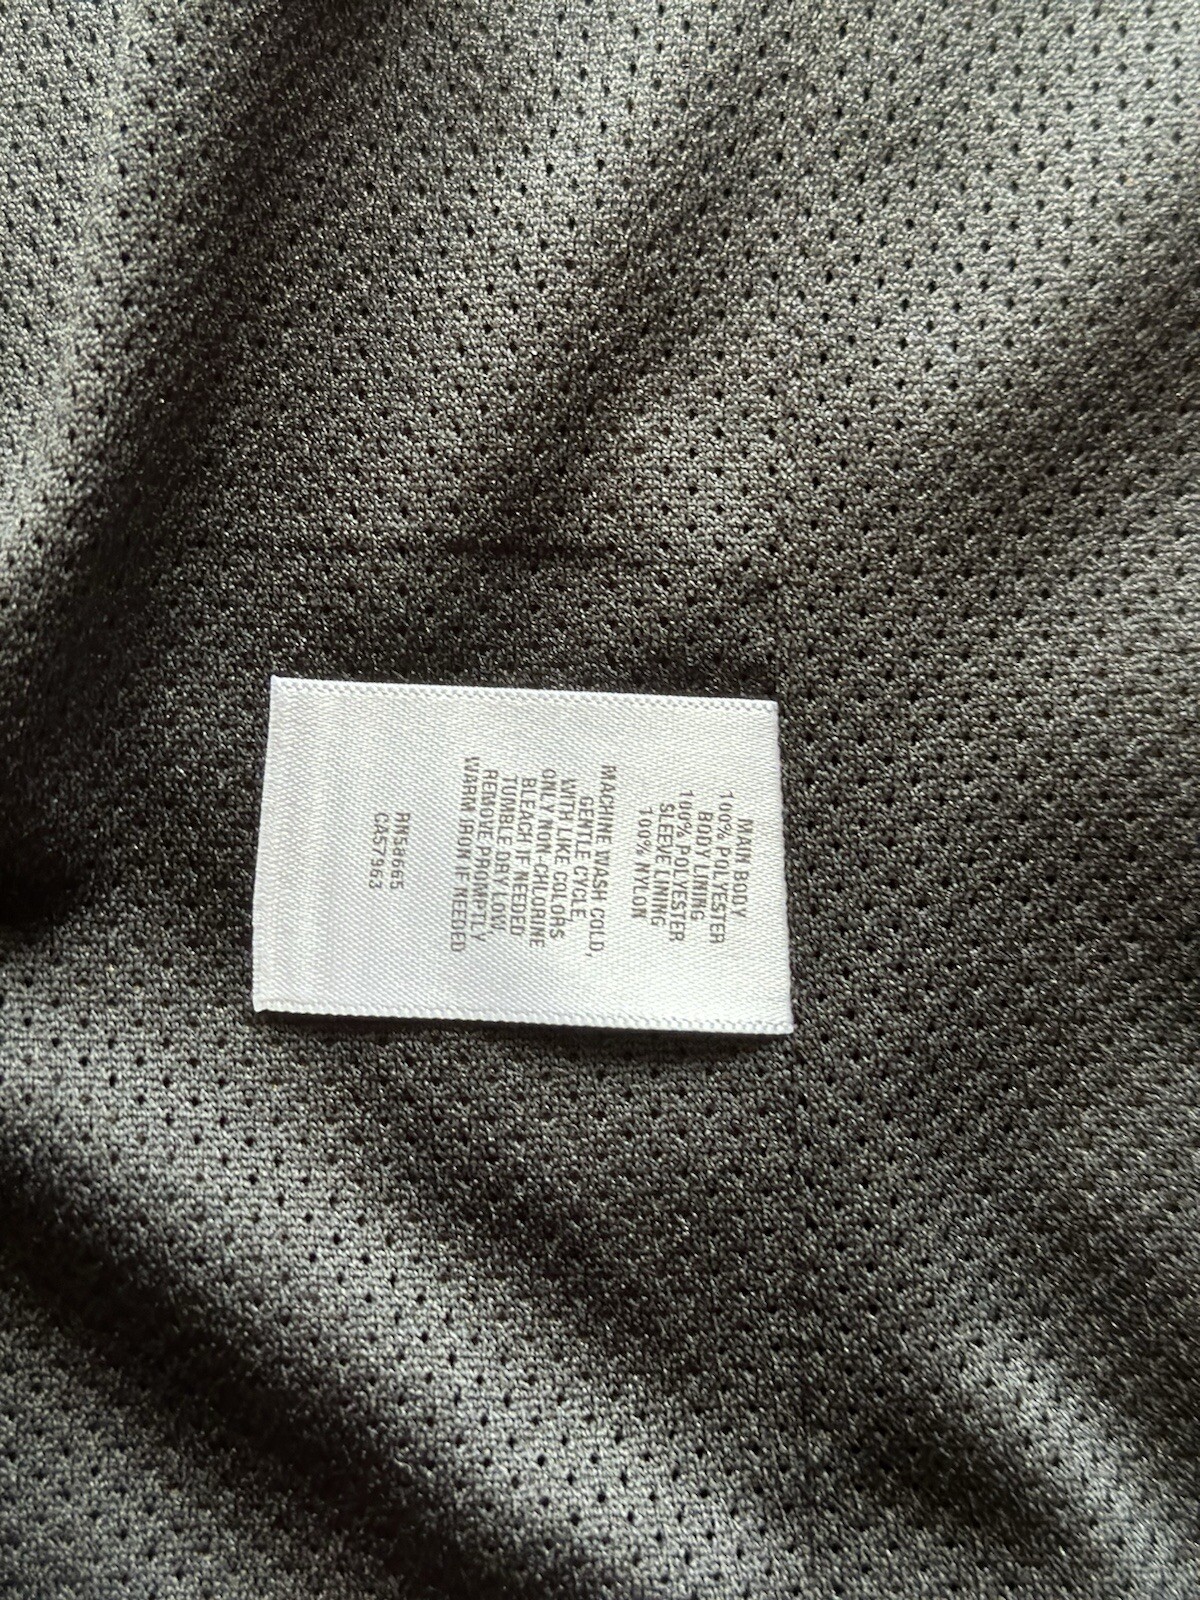 MAIN BODY
100% POLYESTER
BODY LINING
100% POLYESTER
SLEEVE LINING
100% NYLON
MACHINE WASH COLD,
GENTLE CYCLE,
WITH LIKE COLORS
ONLY NON-CHLORINE
BLEACH IF NEEDED
TUMBLE DRY LOW
REMOVE PROMPTLY
WARM IRON IF NEEDED
RN58665
CA57963